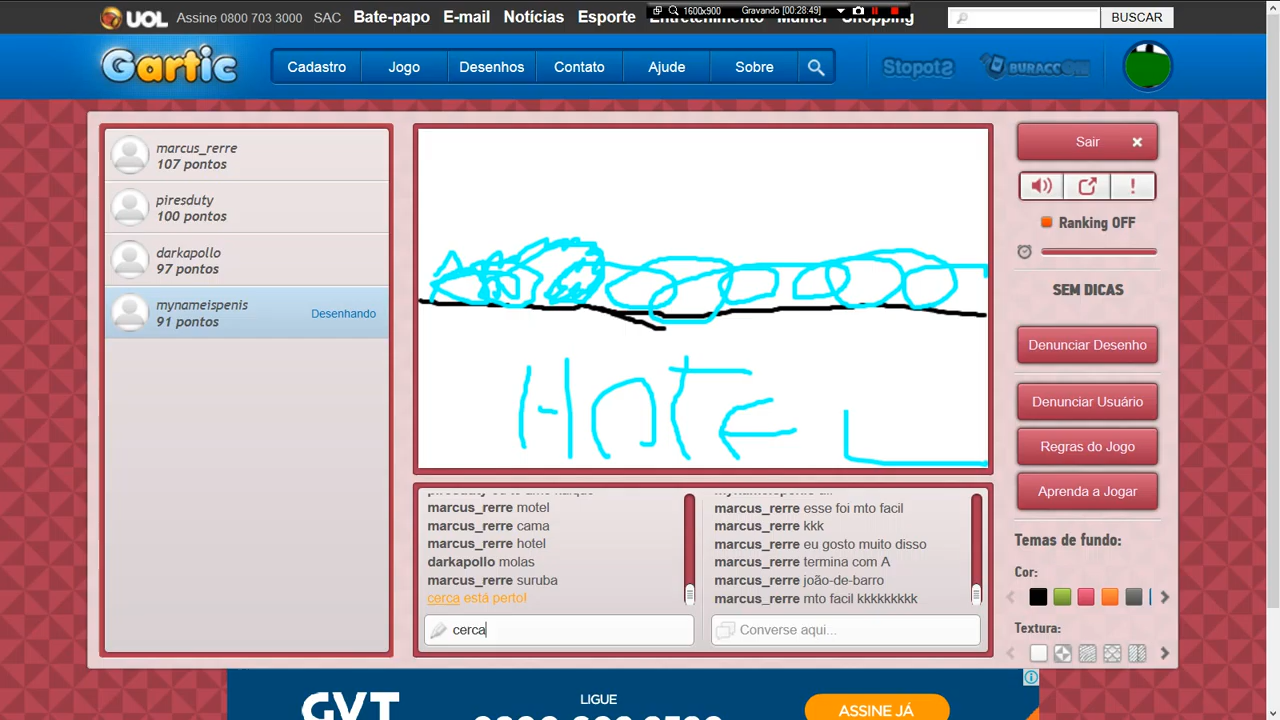 UOL Assine 0800 703 3000 SAC Bate-papo E-mail Notícias Esporte Entretenimento Mulher Shopping BUSCAR
1600x900 Gravando [00:28:49]
Gartic Cadastro Jogo Desenhos Contato Ajude Sobre StopotS BURACOON
marcus_rerre
107 pontos
piresduty
100 pontos
darkapollo
97 pontos
mynameispenis
91 pontos
Desenhando
HOTEL
marcus_rerre motel
marcus_rerre cama
marcus_rerre hotel
darkapollo molas
marcus_rerre suruba
cerca está perto!
cerca
marcus_rerre esse foi mto facil
marcus_rerre kkk
marcus_rerre eu gosto muito disso
marcus_rerre termina com A
marcus_rerre joão-de-barro
marcus_rerre mto facil kkkkkkkkk
Converse aqui...
Sair
Ranking OFF
SEM DICAS
Denunciar Desenho
Denunciar Usuário
Regras do Jogo
Aprenda a Jogar
Temas de fundo:
Cor:
Textura:
GVT
LIGUE
ASSINE JÁ